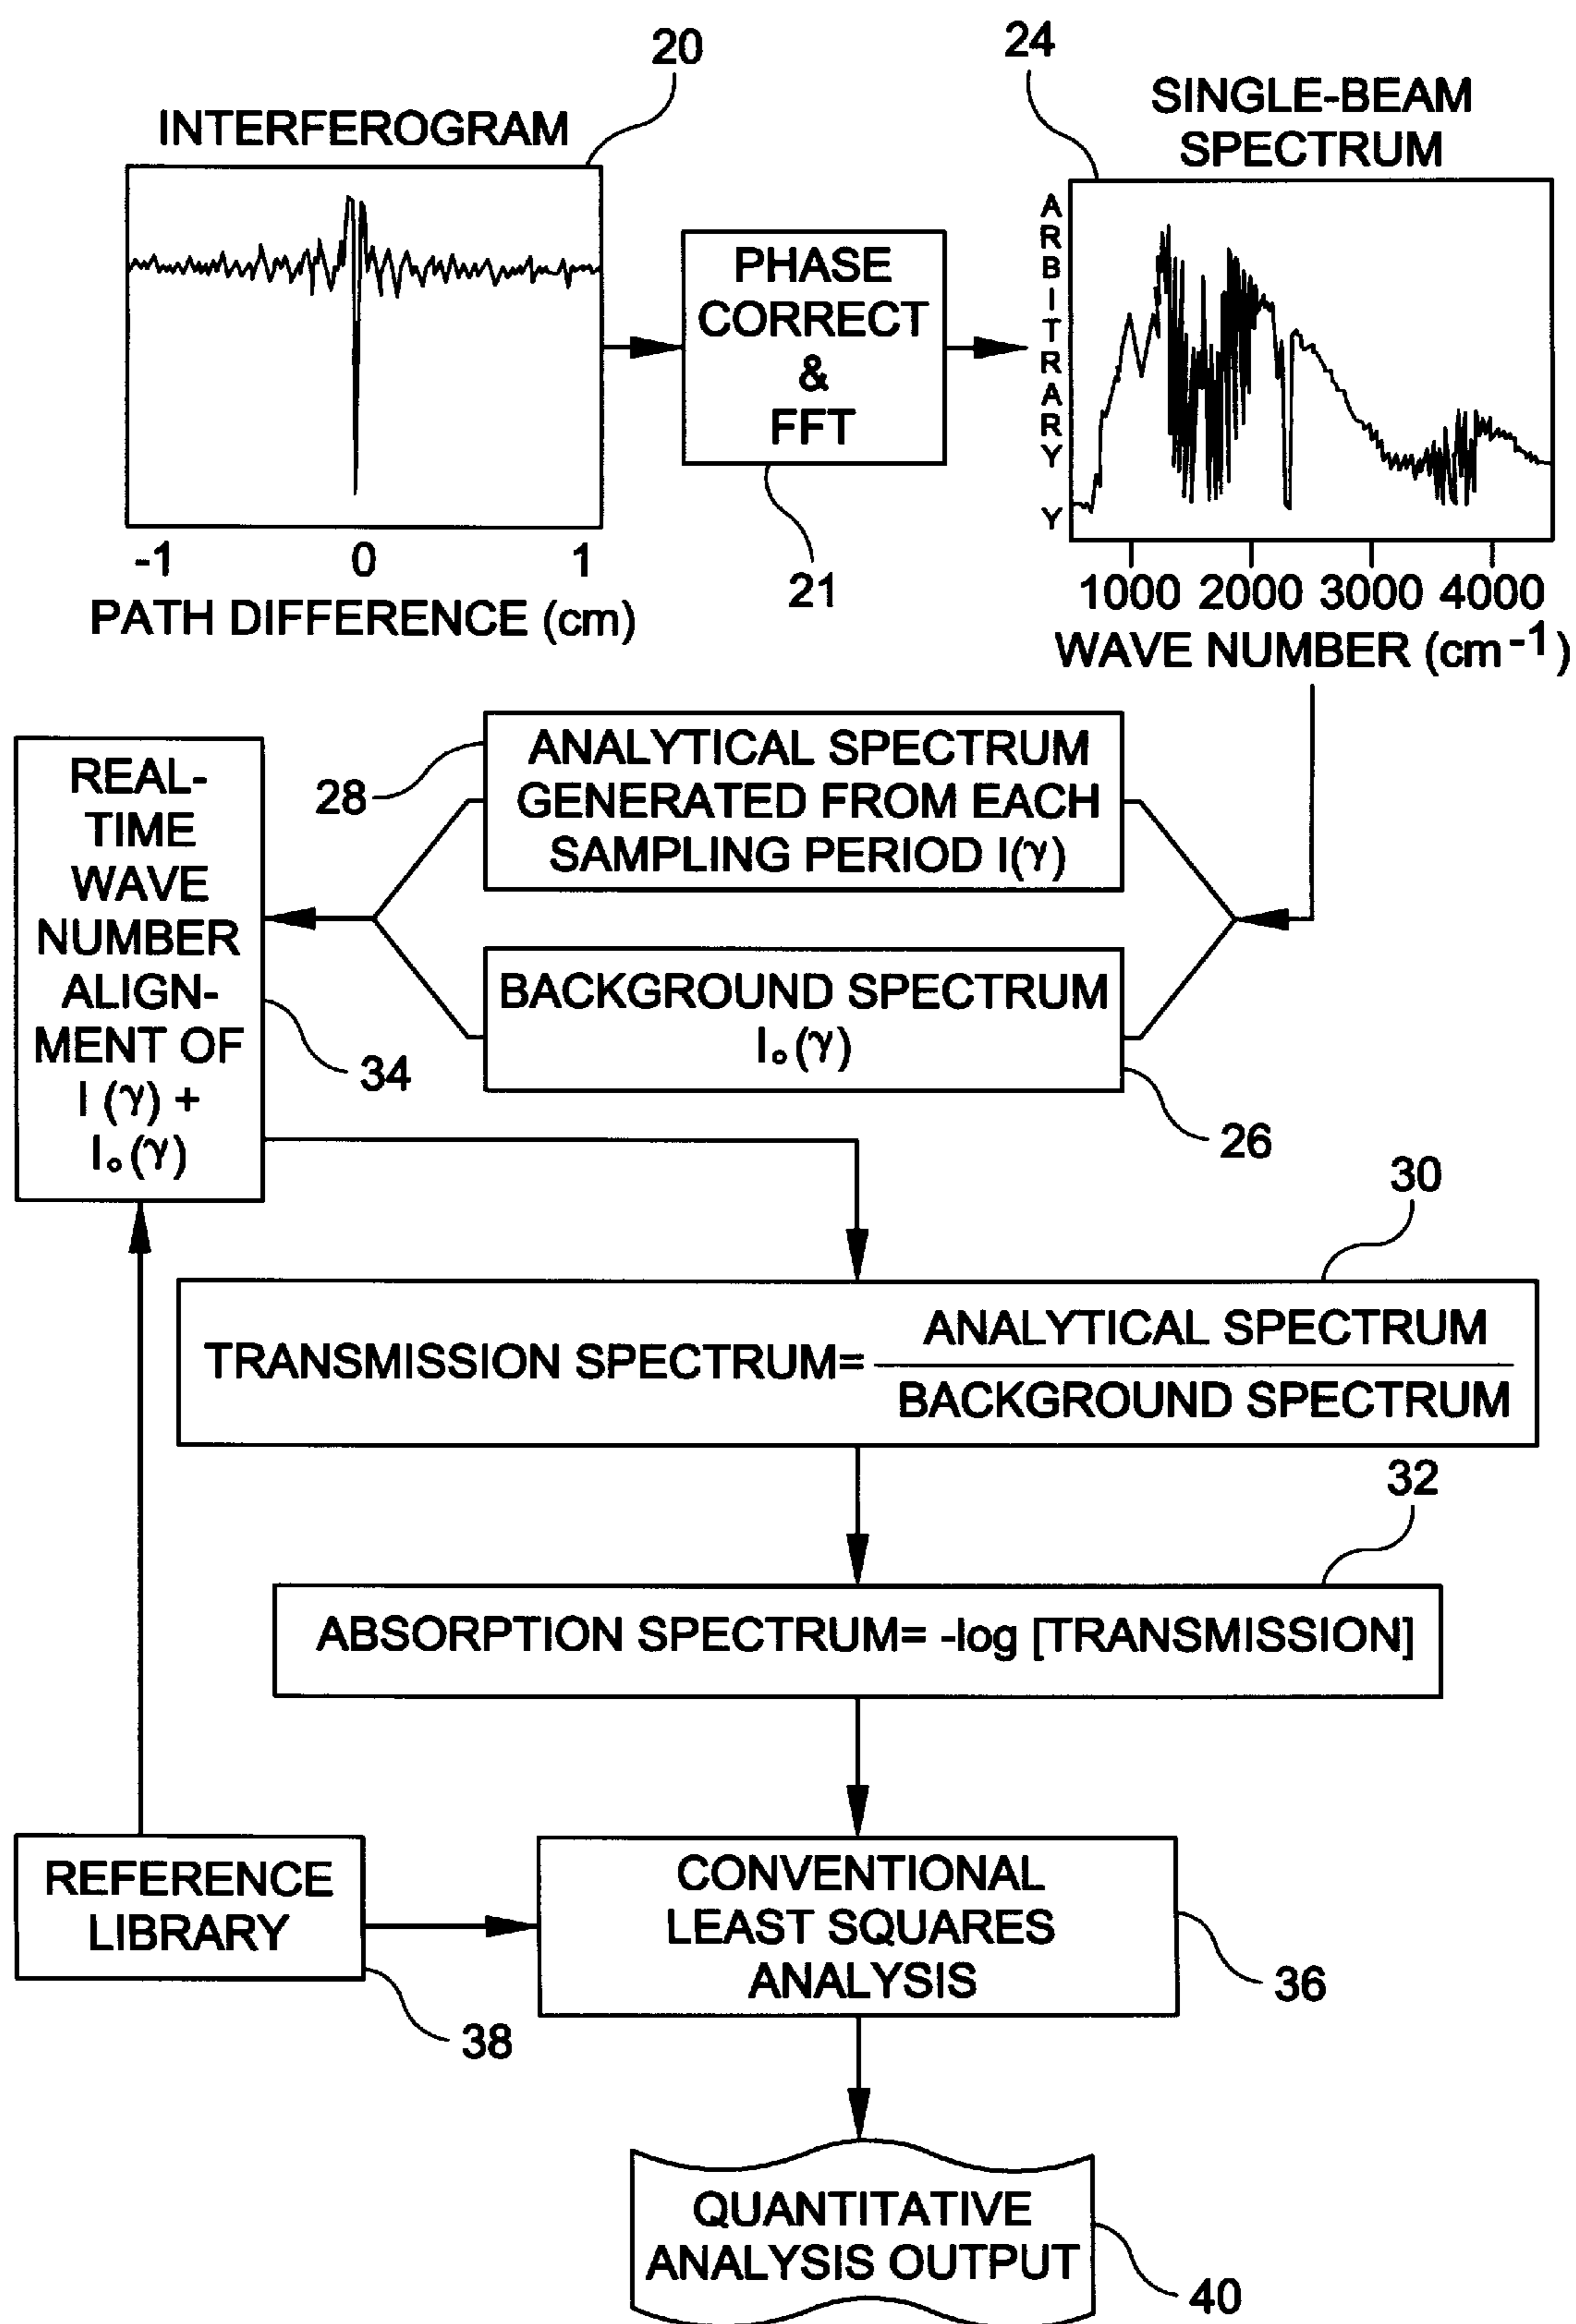 20
INTERFEROGRAM
-1 0 1
PATH DIFFERENCE (cm)
PHASE
CORRECT
&
FFT
21
24
SINGLE-BEAM
SPECTRUM
ARBITRARY Y
1000 2000 3000 4000
WAVE NUMBER (cm-1)
REAL-
TIME
WAVE
NUMBER
ALIGN-
MENT OF
I (γ) +
I₀(γ)
34
28
ANALYTICAL SPECTRUM
GENERATED FROM EACH
SAMPLING PERIOD I(γ)
BACKGROUND SPECTRUM
I₀(γ)
26
30
TRANSMISSION SPECTRUM=
ANALYTICAL SPECTRUM
BACKGROUND SPECTRUM
32
ABSORPTION SPECTRUM= -log [TRANSMISSION]
REFERENCE
LIBRARY
38
CONVENTIONAL
LEAST SQUARES
ANALYSIS
36
QUANTITATIVE
ANALYSIS OUTPUT
40